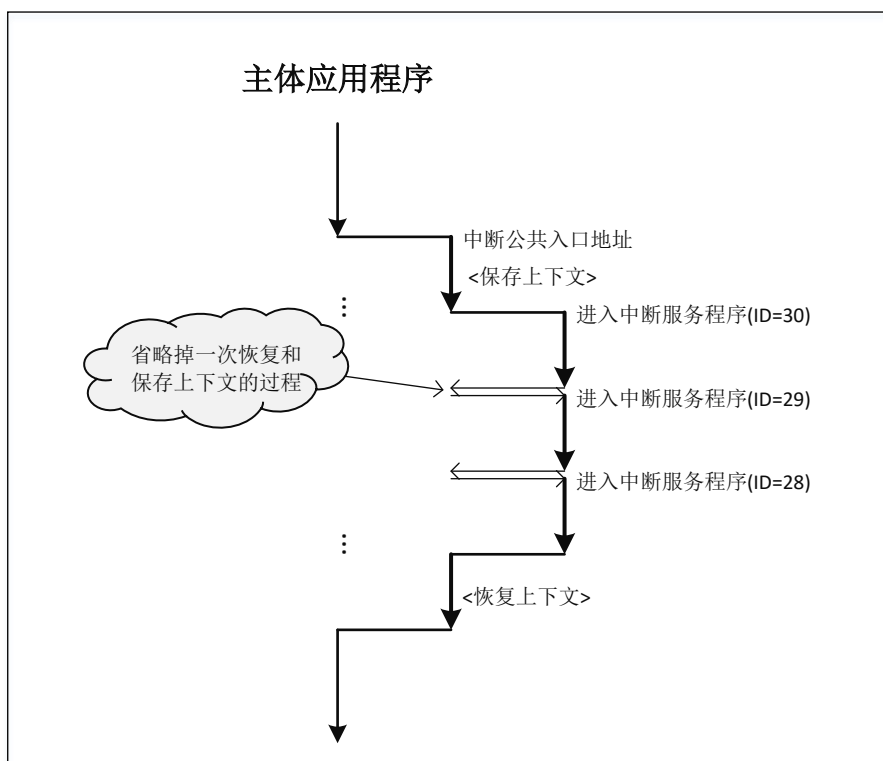 主体应用程序
中断公共入口地址
<保存上下文>
进入中断服务程序(ID=30)
省略掉一次恢复和
保存上下文的过程
进入中断服务程序(ID=29)
进入中断服务程序(ID=28)
<恢复上下文>